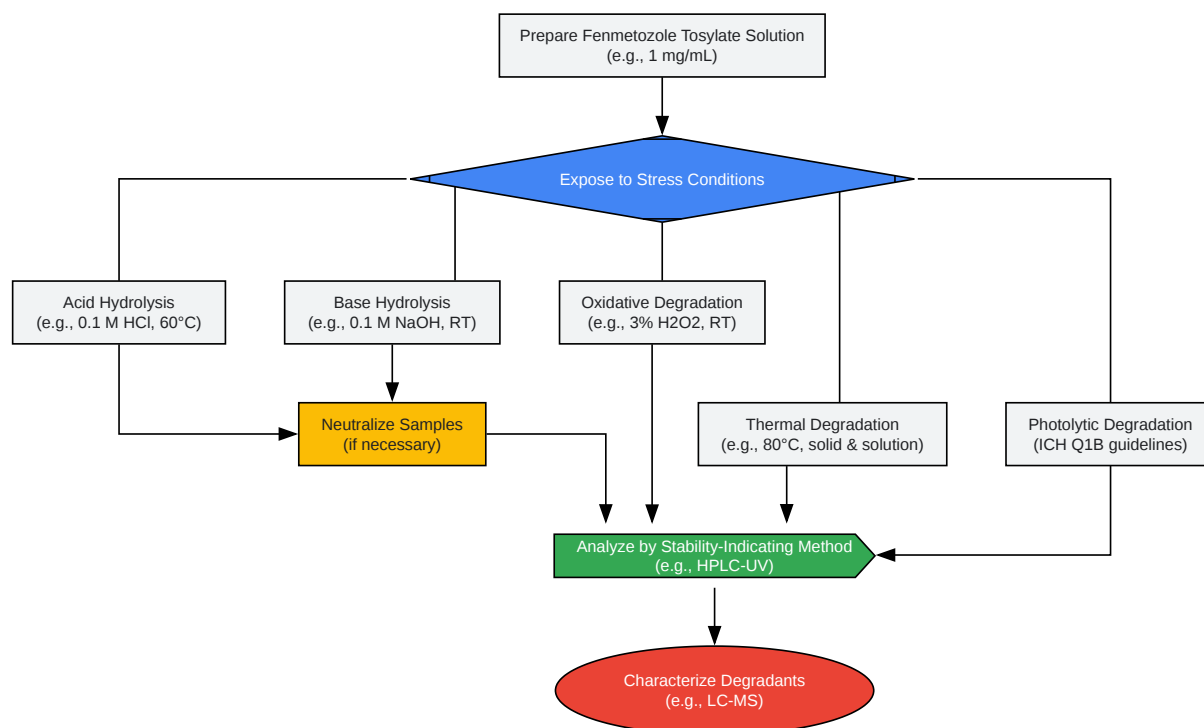 Prepare Fenmetozole Tosylate Solution
(e.g., 1 mg/mL)
Expose to Stress Conditions
Acid Hydrolysis
(e.g., 0.1 M HCl, 60°C)
Base Hydrolysis
(e.g., 0.1 M NaOH, RT)
Oxidative Degradation
(e.g., 3% H2O2, RT)
Neutralize Samples
(if necessary)
Thermal Degradation
(e.g., 80°C, solid & solution)
Photolytic Degradation
(ICH Q1B guidelines)
Analyze by Stability-Indicating Method
(e.g., HPLC-UV)
Characterize Degradants
(e.g., LC-MS)